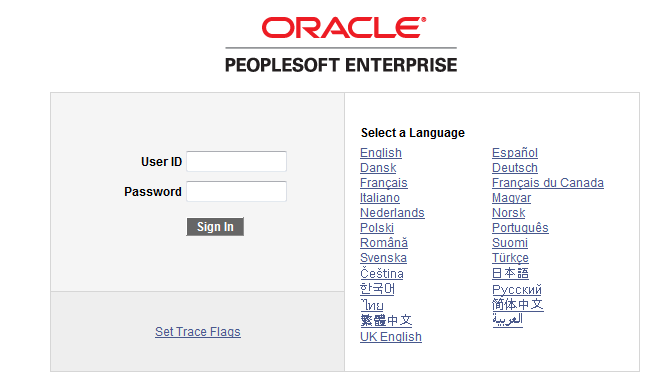 ORACLE®
PEOPLESOFT ENTERPRISE
User ID
Password
Sign In
Set Trace Flags
Select a Language
English Español
Dansk Deutsch
Français Français du Canada
Italiano Magyar
Nederlands Norsk
Polski Português
Română Suomi
Svenska Türkçe
Čeština 日本語
한국어 Русский
ไทย 简体中文
繁體中文 العربية
UK English